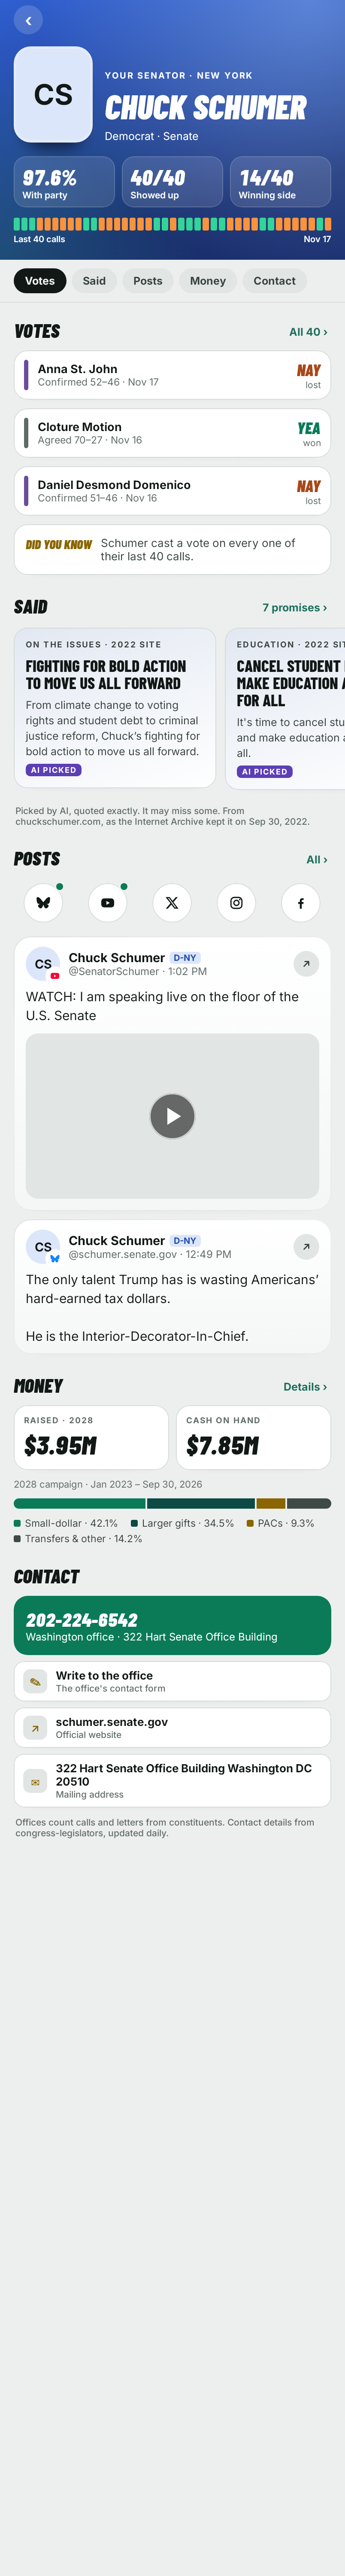 ‹
CS
YOUR SENATOR · NEW YORK
CHUCK SCHUMER
Democrat · Senate
97.6%
With party
40/40
Showed up
14/40
Winning side
Last 40 calls
Nov 17
Votes
Said
Posts
Money
Contact
VOTES
All 40 ›
Anna St. John
Confirmed 52–46 · Nov 17
NAY
lost
Cloture Motion
Agreed 70–27 · Nov 16
YEA
won
Daniel Desmond Domenico
Confirmed 51–46 · Nov 16
NAY
lost
DID YOU KNOW
Schumer cast a vote on every one of
their last 40 calls.
SAID
7 promises ›
ON THE ISSUES · 2022 SITE
FIGHTING FOR BOLD ACTION
TO MOVE US ALL FORWARD
From climate change to voting
rights and student debt to criminal
justice reform, Chuck’s fighting for
bold action to move us all forward.
AI PICKED
EDUCATION · 2022 SIT
CANCEL STUDENT
MAKE EDUCATION A
FOR ALL
It's time to cancel stu
and make education a
all.
AI PICKED
Picked by AI, quoted exactly. It may miss some. From
chuckschumer.com, as the Internet Archive kept it on Sep 30, 2022.
POSTS
All ›
CS
Chuck Schumer D-NY
@SenatorSchumer · 1:02 PM
WATCH: I am speaking live on the floor of the
U.S. Senate
CS
Chuck Schumer D-NY
@schumer.senate.gov · 12:49 PM
The only talent Trump has is wasting Americans’
hard-earned tax dollars.
He is the Interior-Decorator-In-Chief.
MONEY
Details ›
RAISED · 2028
$3.95M
CASH ON HAND
$7.85M
2028 campaign · Jan 2023 – Sep 30, 2026
Small-dollar · 42.1%
Larger gifts · 34.5%
PACs · 9.3%
Transfers & other · 14.2%
CONTACT
202-224-6542
Washington office · 322 Hart Senate Office Building
Write to the office
The office's contact form
schumer.senate.gov
Official website
322 Hart Senate Office Building Washington DC
20510
Mailing address
Offices count calls and letters from constituents. Contact details from
congress-legislators, updated daily.